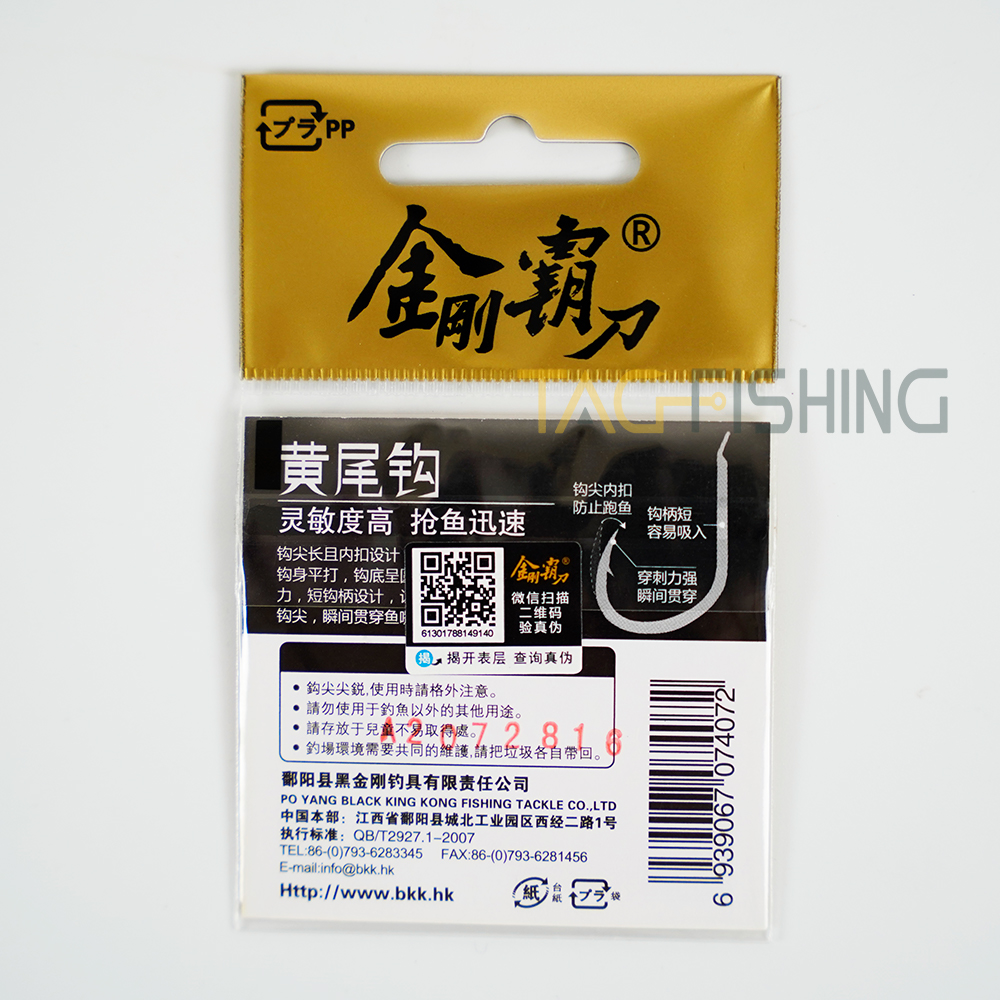 プラ PP
金剛霸刀®
TAG FISHING
黄尾钩
灵敏度高 抢鱼迅速
钩尖长且内扣设计
钩身平打，钩底呈
力，短钩柄设计，
钩尖，瞬间贯穿鱼
钩尖内扣
防止跑鱼
钩柄短
容易吸入
穿刺力强
瞬间贯穿
金剛霸刀®
微信扫描
二维码
验真伪
61301788149140
揭 揭开表层 查询真伪
• 鈎尖尖鋭,使用時請格外注意。
• 請勿使用于釣魚以外的其他用途。
• 請存放于兒童不易取得處。
• 釣場環境需要共同的維護,請把垃圾各自帶回。
A2072816
鄱阳县黑金刚钓具有限责任公司
PO YANG BLACK KING KONG FISHING TACKLE CO.,LTD
中国本部：江西省鄱阳县城北工业园区西经二路1号
执行标准：QB/T2927.1-2007
TEL:86-(0)793-6283345 FAX:86-(0)793-6281456
E-mail:info@bkk.hk
Http://www.bkk.hk
紙 台紙 プラ 袋
6 939067 074072